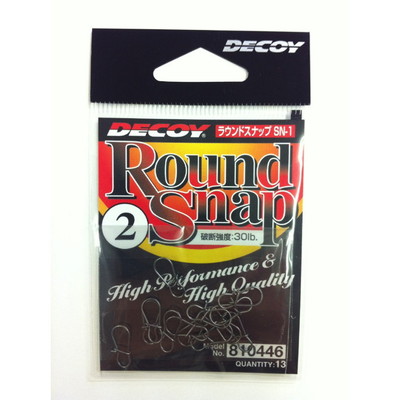 DECOY
DECOY
ラウンドスナップ SN-1
Round
Snap
2
破断強度:30lb.
High Performance &
High Quality
Model No. 810446
QUANTITY:13